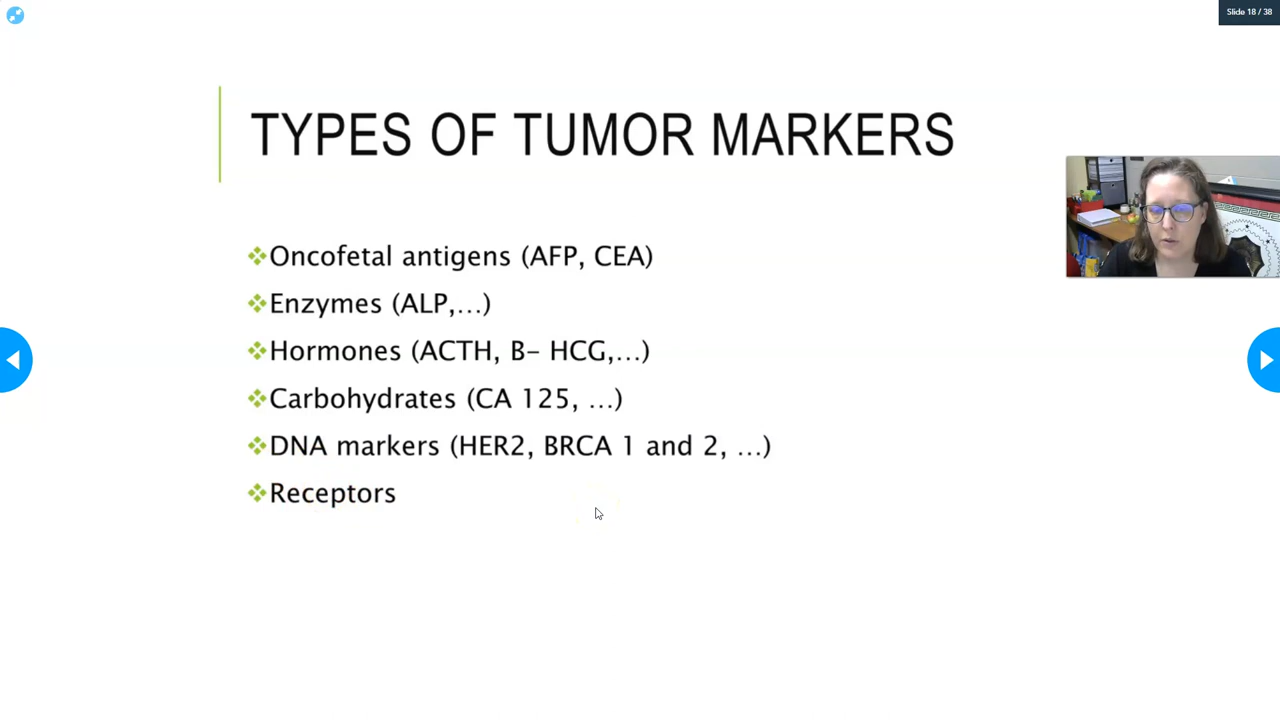 Slide 18 / 38
TYPES OF TUMOR MARKERS
Oncofetal antigens (AFP, CEA)
Enzymes (ALP,...)
Hormones (ACTH, B- HCG,...)
Carbohydrates (CA 125, ...)
DNA markers (HER2, BRCA 1 and 2, ...)
Receptors